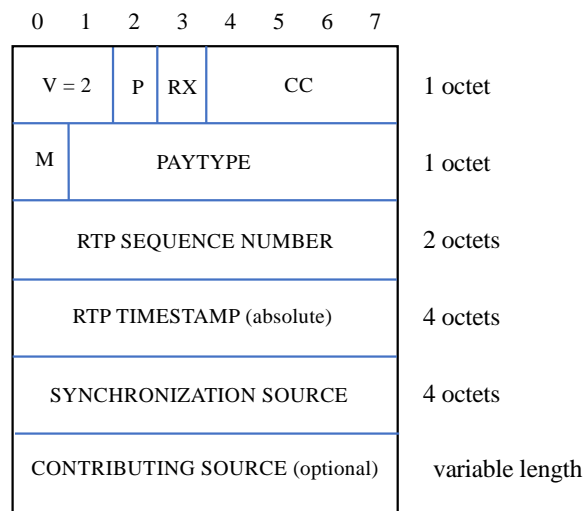 0 1 2 3 4 5 6 7
V = 2 P RX CC 1 octet
M PAYTYPE 1 octet
RTP SEQUENCE NUMBER 2 octets
RTP TIMESTAMP (absolute) 4 octets
SYNCHRONIZATION SOURCE 4 octets
CONTRIBUTING SOURCE (optional) variable length